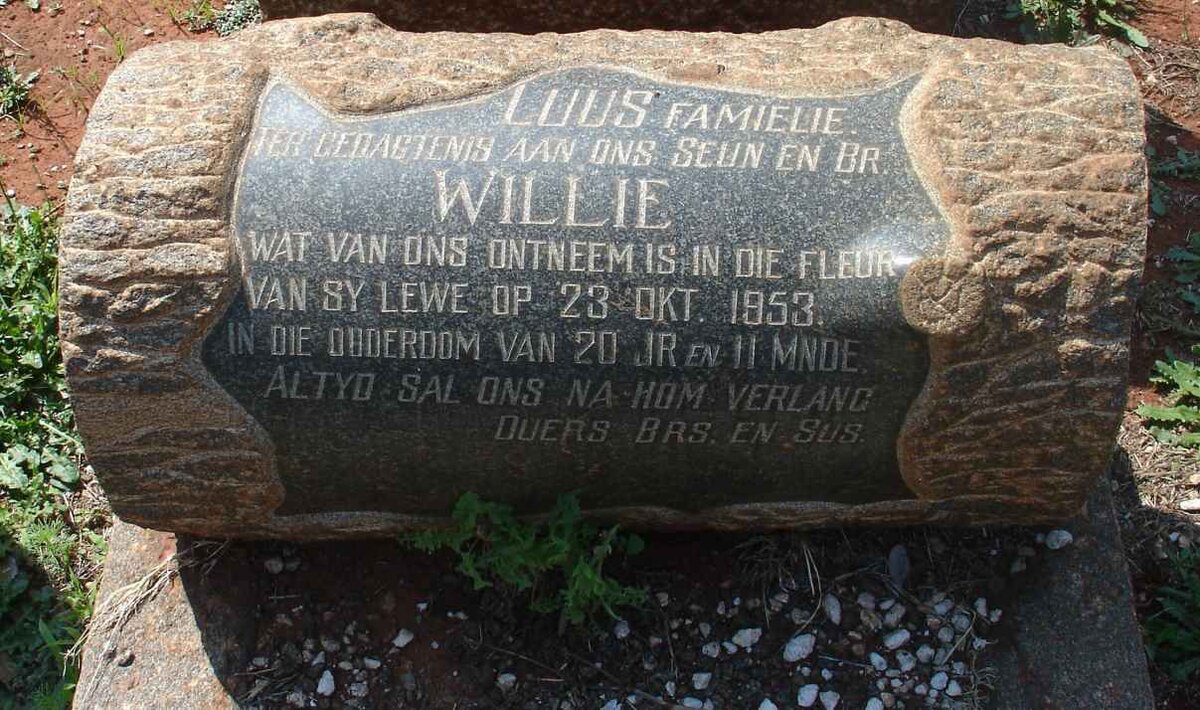 LUUS FAMIELIE.
TER GEDAGTENIS AAN ONS SEUN EN BR.
WILLIE
WAT VAN ONS ONTNEEM IS IN DIE FLEUR
VAN SY LEWE OP 23 OKT. 1953.
IN DIE OUDERDOM VAN 20 JR EN 11 MNDE.
ALTYD SAL ONS NA HOM VERLANG
OUERS BRS. EN SUS.